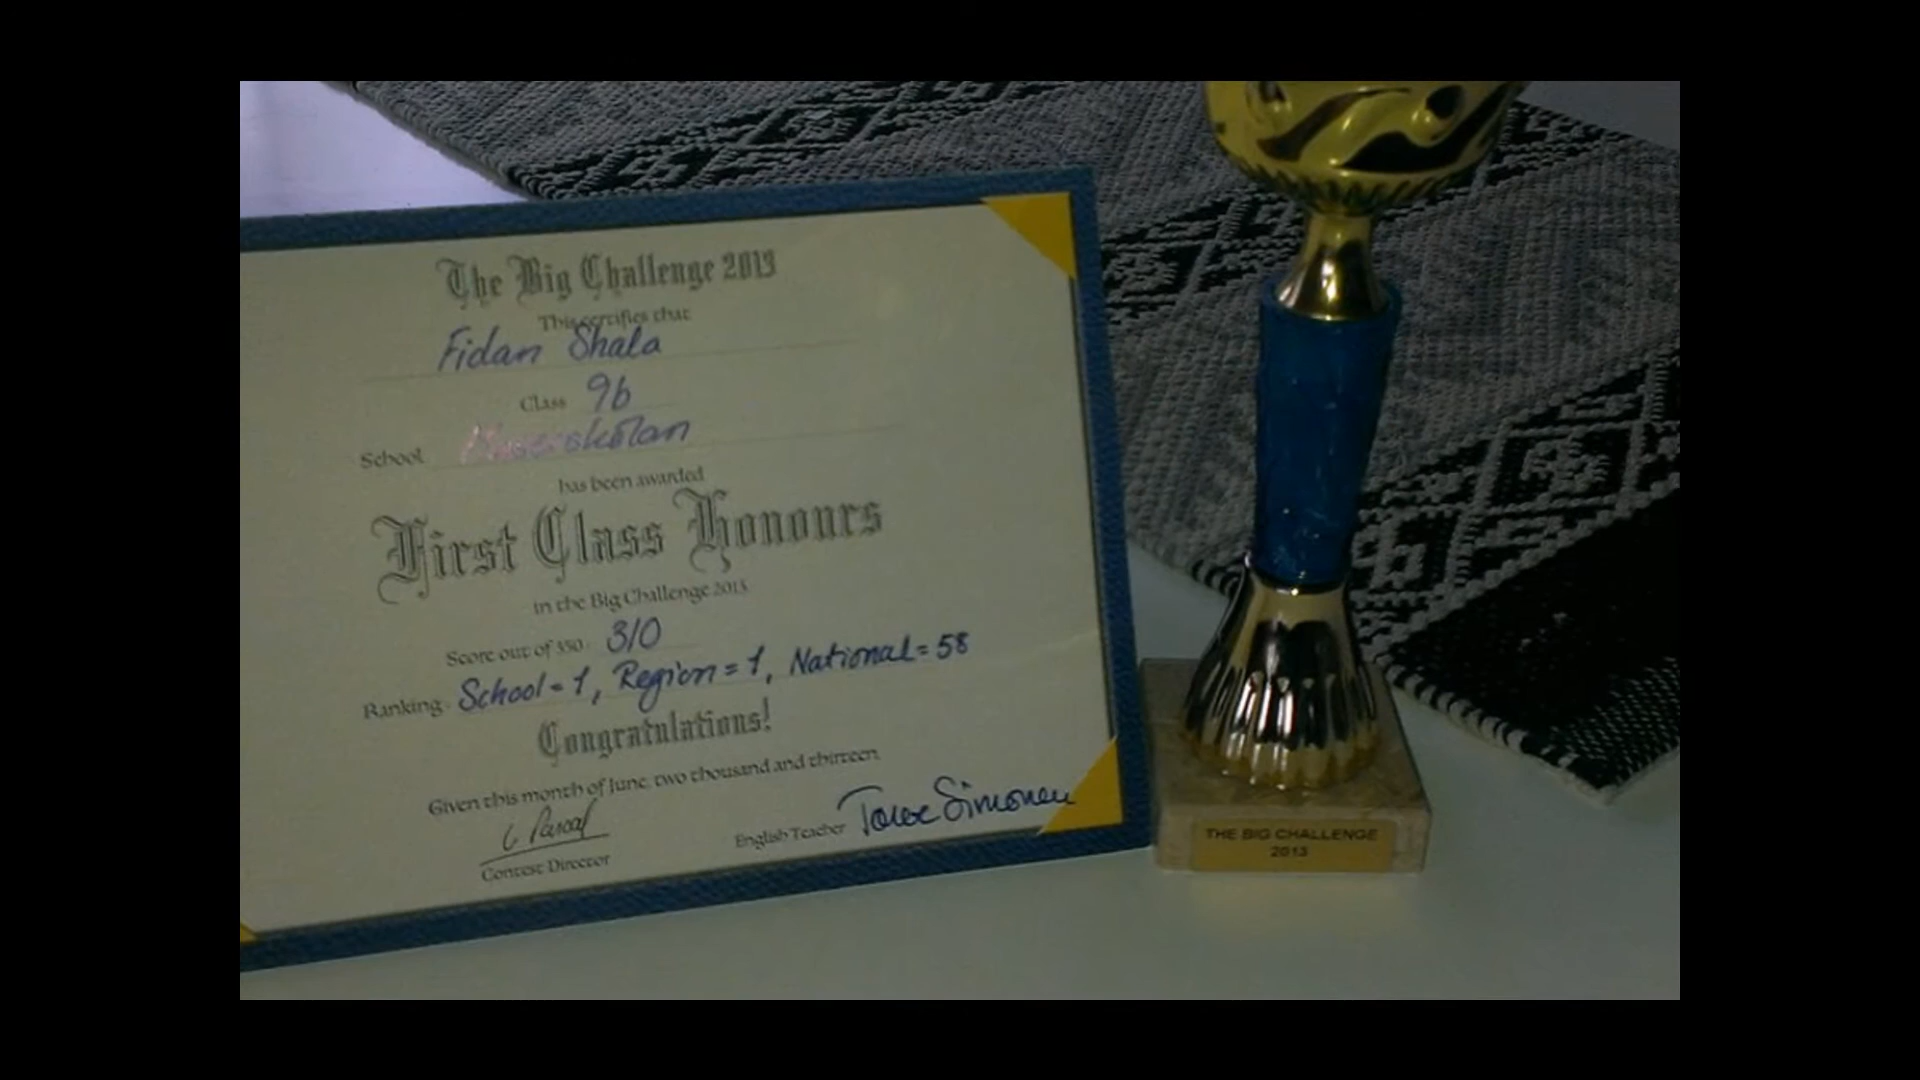 The Big Challenge 2013
This certifies that
Fidan Shala
Class 9b
School
has been awarded
First Class Honours
in the Big Challenge 2013
Score out of 350: 310
Ranking: School = 1, Region = 1, National = 58
Congratulations!
Given this month of June, two thousand and thirteen.
Contest Director
English Teacher Simonen
THE BIG CHALLENGE
2013